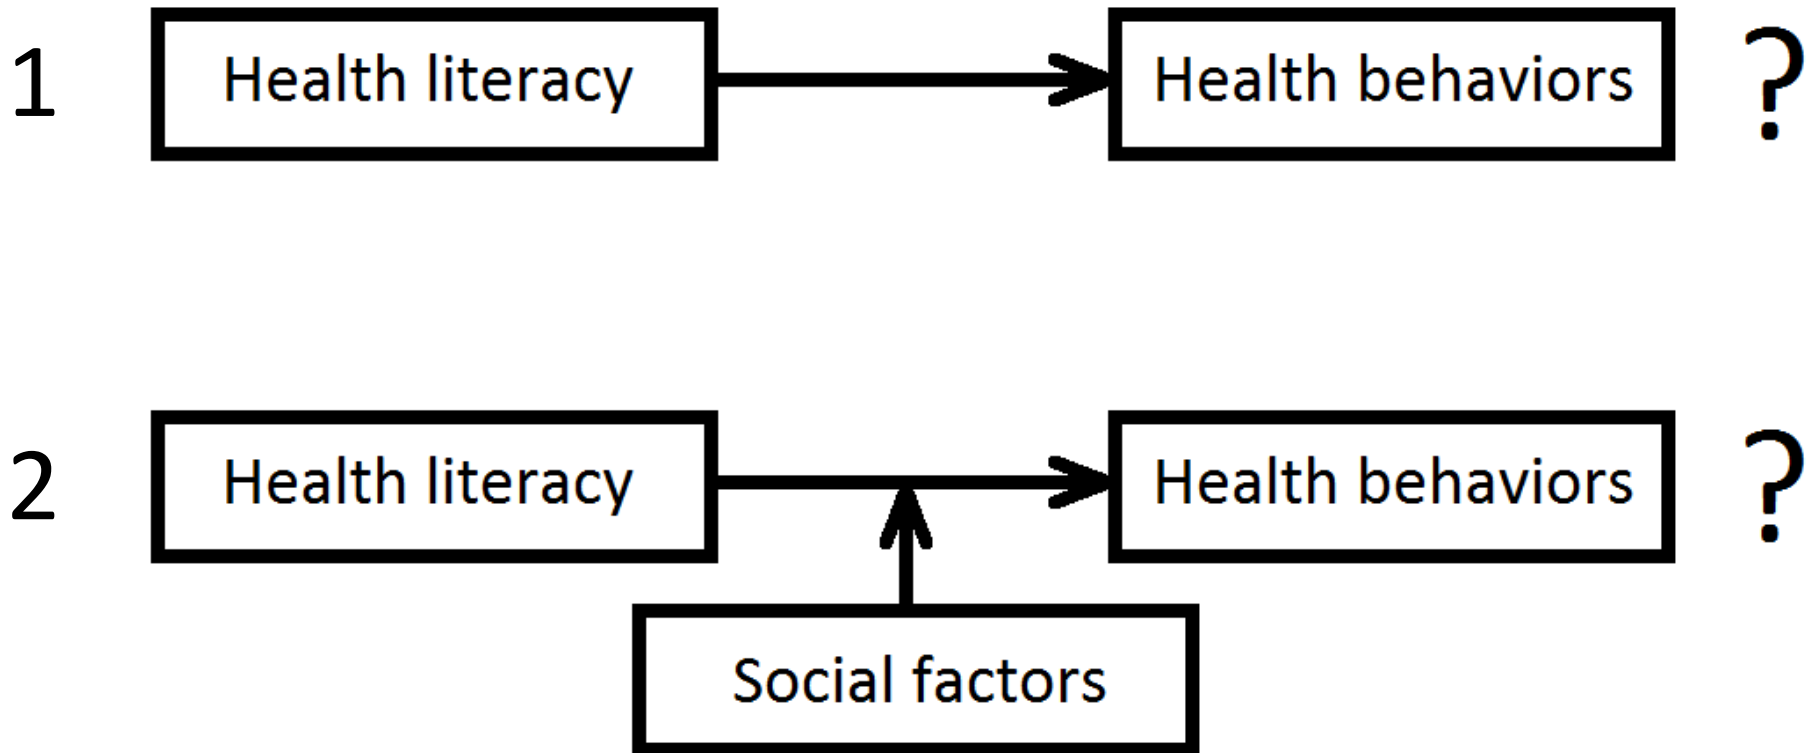 1 Health literacy Health behaviors ?
2 Health literacy Health behaviors ?
Social factors